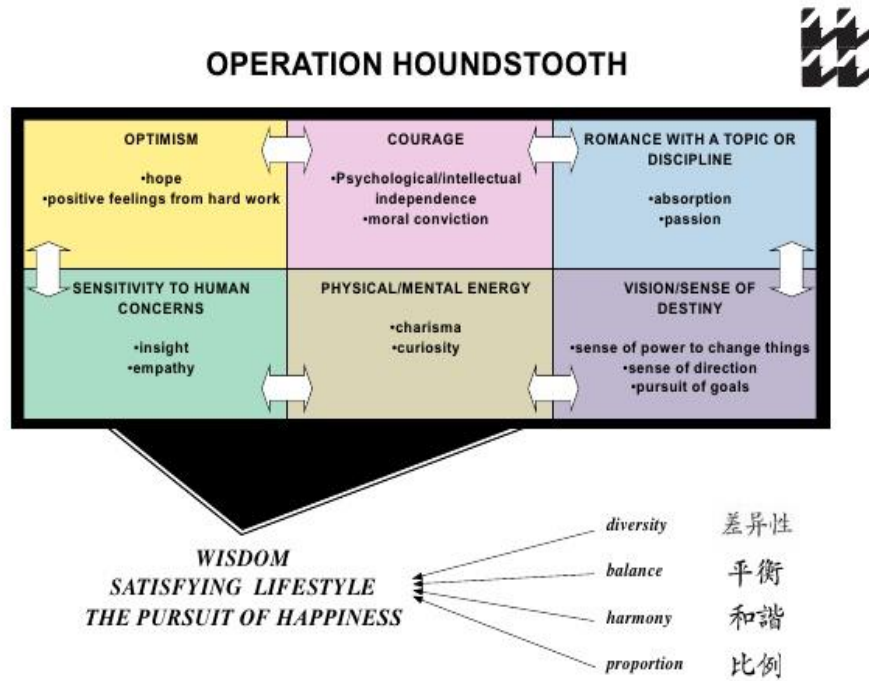 OPERATION HOUNDSTOOTH
OPTIMISM
•hope
•positive feelings from hard work
COURAGE
•Psychological/intellectual
independence
•moral conviction
ROMANCE WITH A TOPIC OR
DISCIPLINE
•absorption
•passion
SENSITIVITY TO HUMAN
CONCERNS
•insight
•empathy
PHYSICAL/MENTAL ENERGY
•charisma
•curiosity
VISION/SENSE OF
DESTINY
•sense of power to change things
•sense of direction
•pursuit of goals
WISDOM
SATISFYING LIFESTYLE
THE PURSUIT OF HAPPINESS
diversity 差异性
balance 平衡
harmony 和諧
proportion 比例